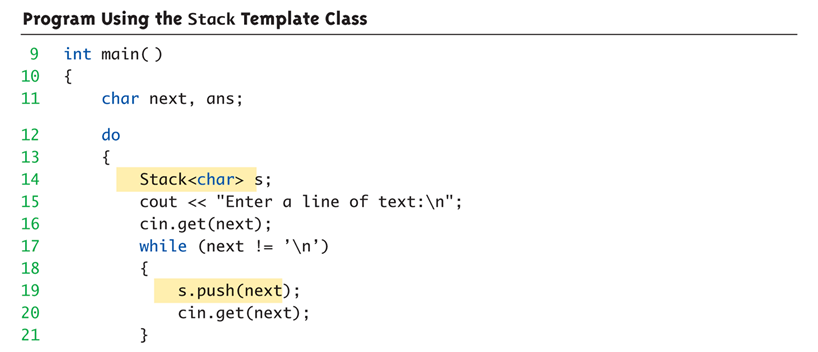 Program Using the Stack Template Class
9 int main( )
10 {
11 char next, ans;
12 do
13 {
14 Stack<char> s;
15 cout << "Enter a line of text:\n";
16 cin.get(next);
17 while (next != ’\n’)
18 {
19 s.push(next);
20 cin.get(next);
21 }